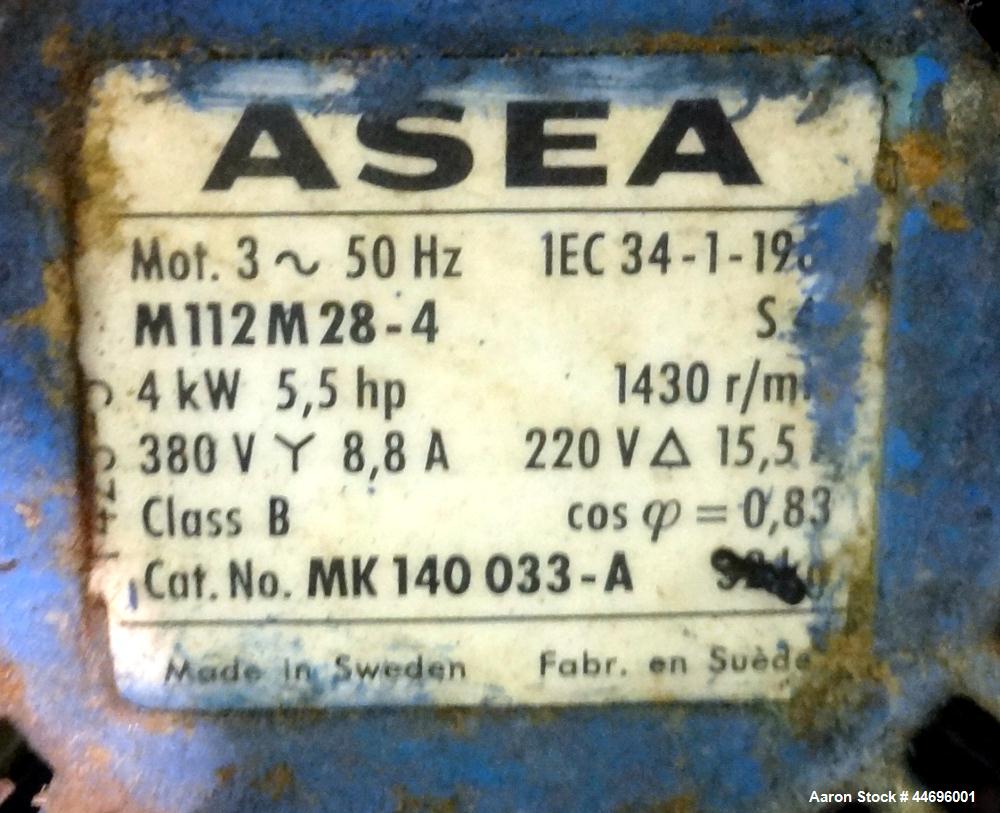 ASEA
Mot. 3 ~ 50 Hz IEC 34-1-19
M112M28-4 S
4 kW 5,5 hp 1430 r/m
380 V Y 8,8 A 220 V Δ 15,5
Class B cos φ = 0,83
Cat. No. MK 140 033-A
Made in Sweden Fabr. en Suède
Aaron Stock # 44696001